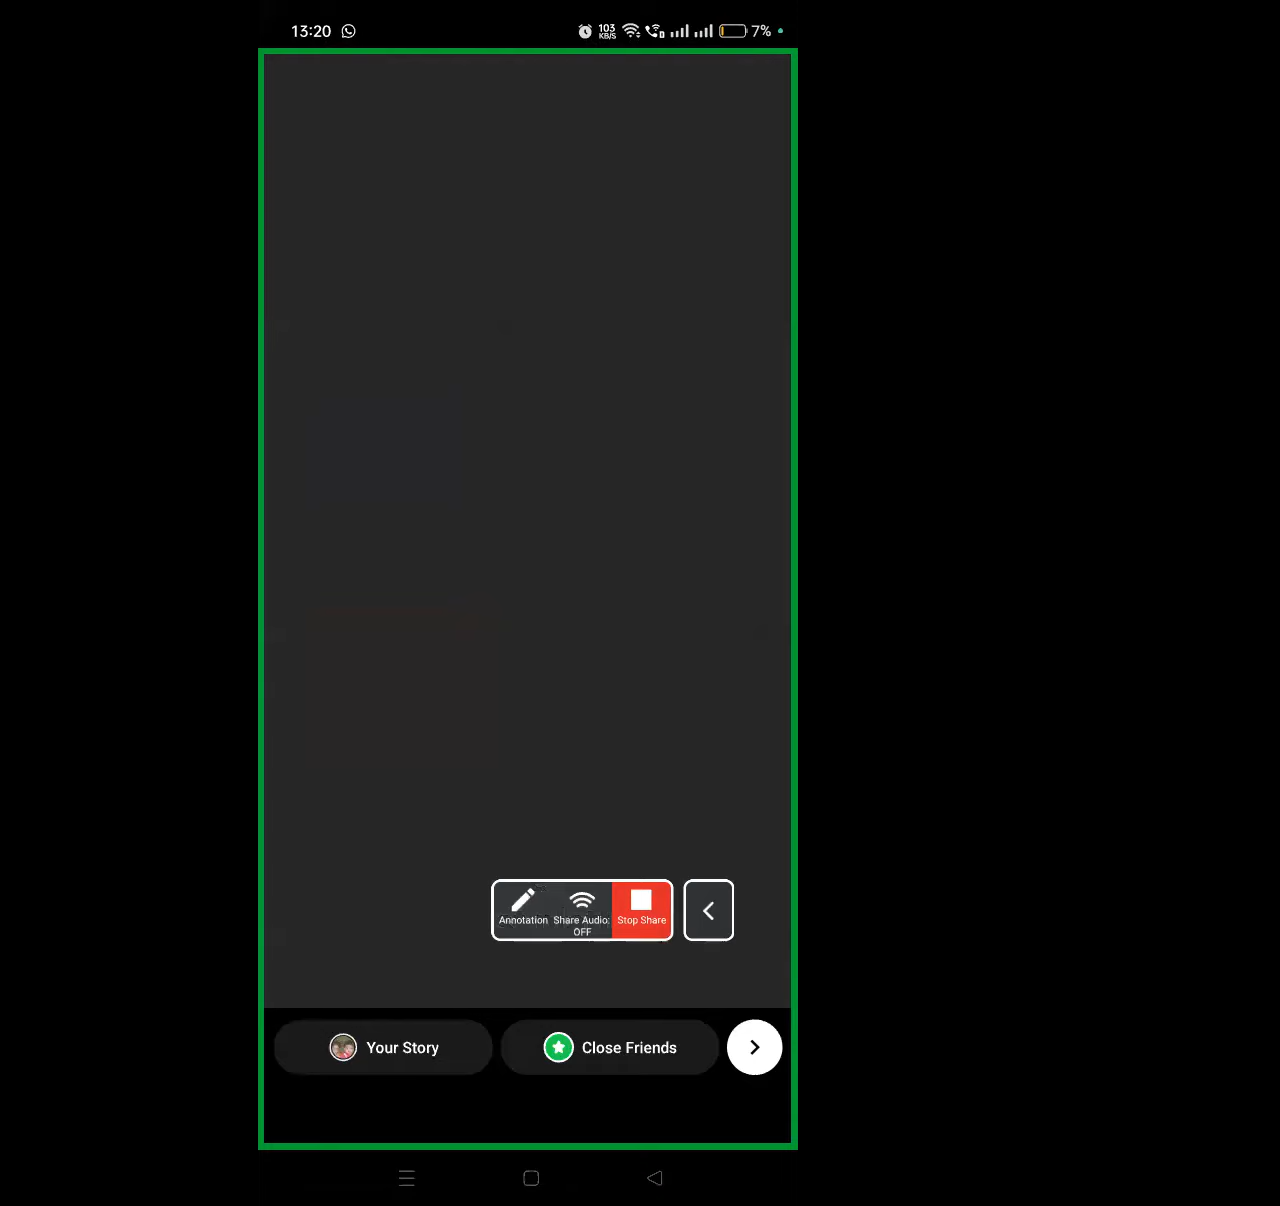 13:20 103 KB/S 7%
Annotation Share Audio: OFF Stop Share
Your Story Close Friends